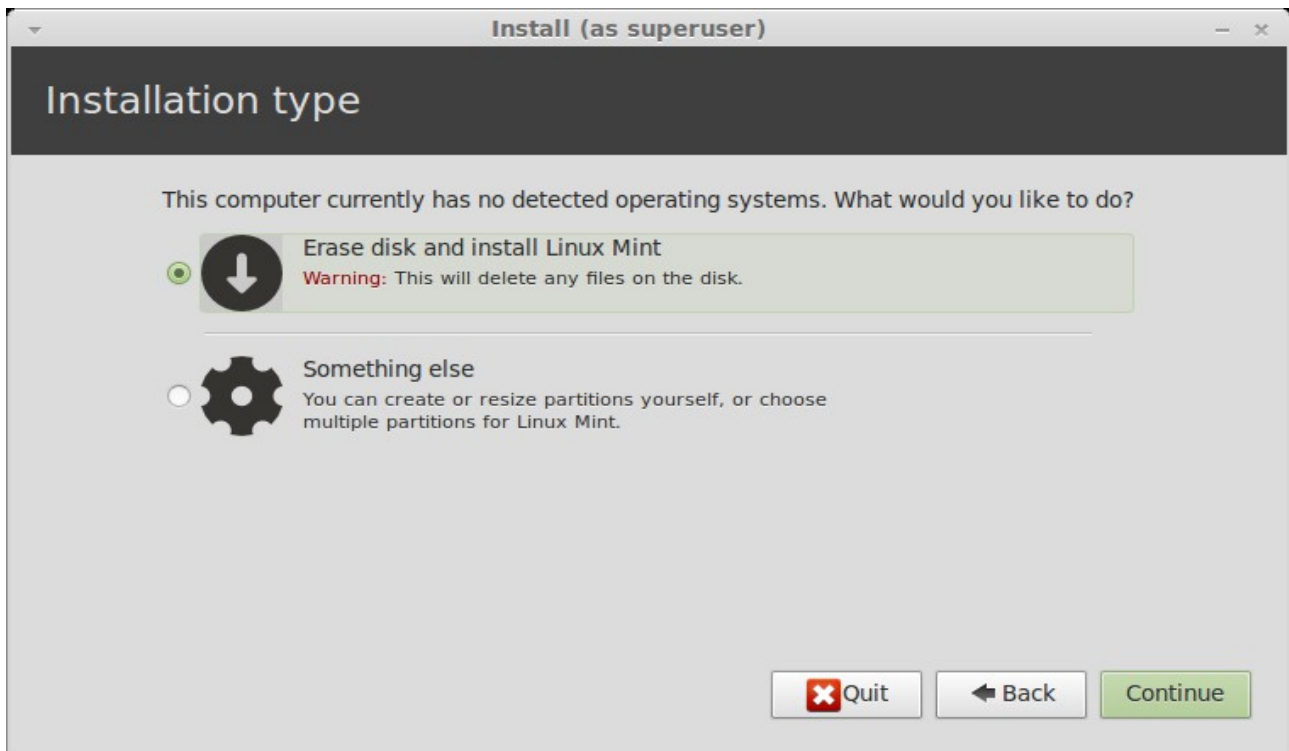 Install (as superuser)
Installation type
This computer currently has no detected operating systems. What would you like to do?
Erase disk and install Linux Mint
Warning: This will delete any files on the disk.
Something else
You can create or resize partitions yourself, or choose
multiple partitions for Linux Mint.
Quit
Back
Continue